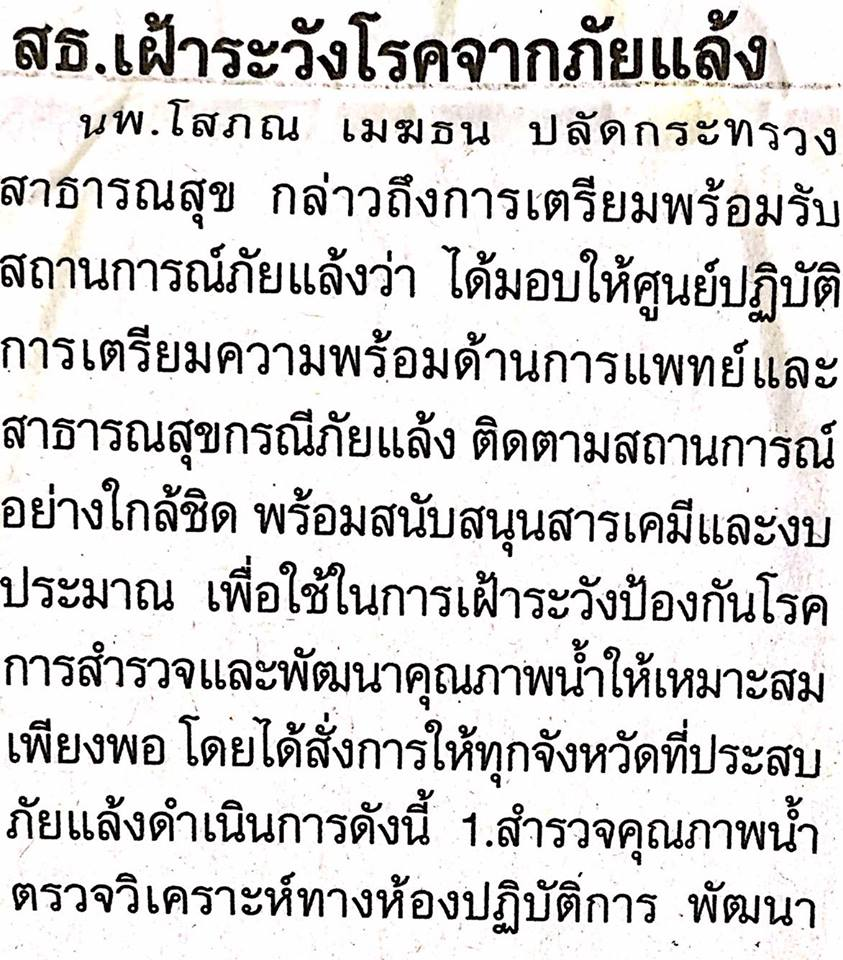 สธ.เฝ้าระวังโรคจากภัยแล้ง
นพ.โสภณ เมฆธน ปลัดกระทรวง
สาธารณสุข กล่าวถึงการเตรียมพร้อมรับ
สถานการณ์ภัยแล้งว่า ได้มอบให้ศูนย์ปฏิบัติ
การเตรียมความพร้อมด้านการแพทย์และ
สาธารณสุขกรณีภัยแล้ง ติดตามสถานการณ์
อย่างใกล้ชิด พร้อมสนับสนุนสารเคมีและงบ
ประมาณ เพื่อใช้ในการเฝ้าระวังป้องกันโรค
การสำรวจและพัฒนาคุณภาพน้ำให้เหมาะสม
เพียงพอ โดยได้สั่งการให้ทุกจังหวัดที่ประสบ
ภัยแล้งดำเนินการดังนี้ 1.สำรวจคุณภาพน้ำ
ตรวจวิเคราะห์ทางห้องปฏิบัติการ พัฒนา